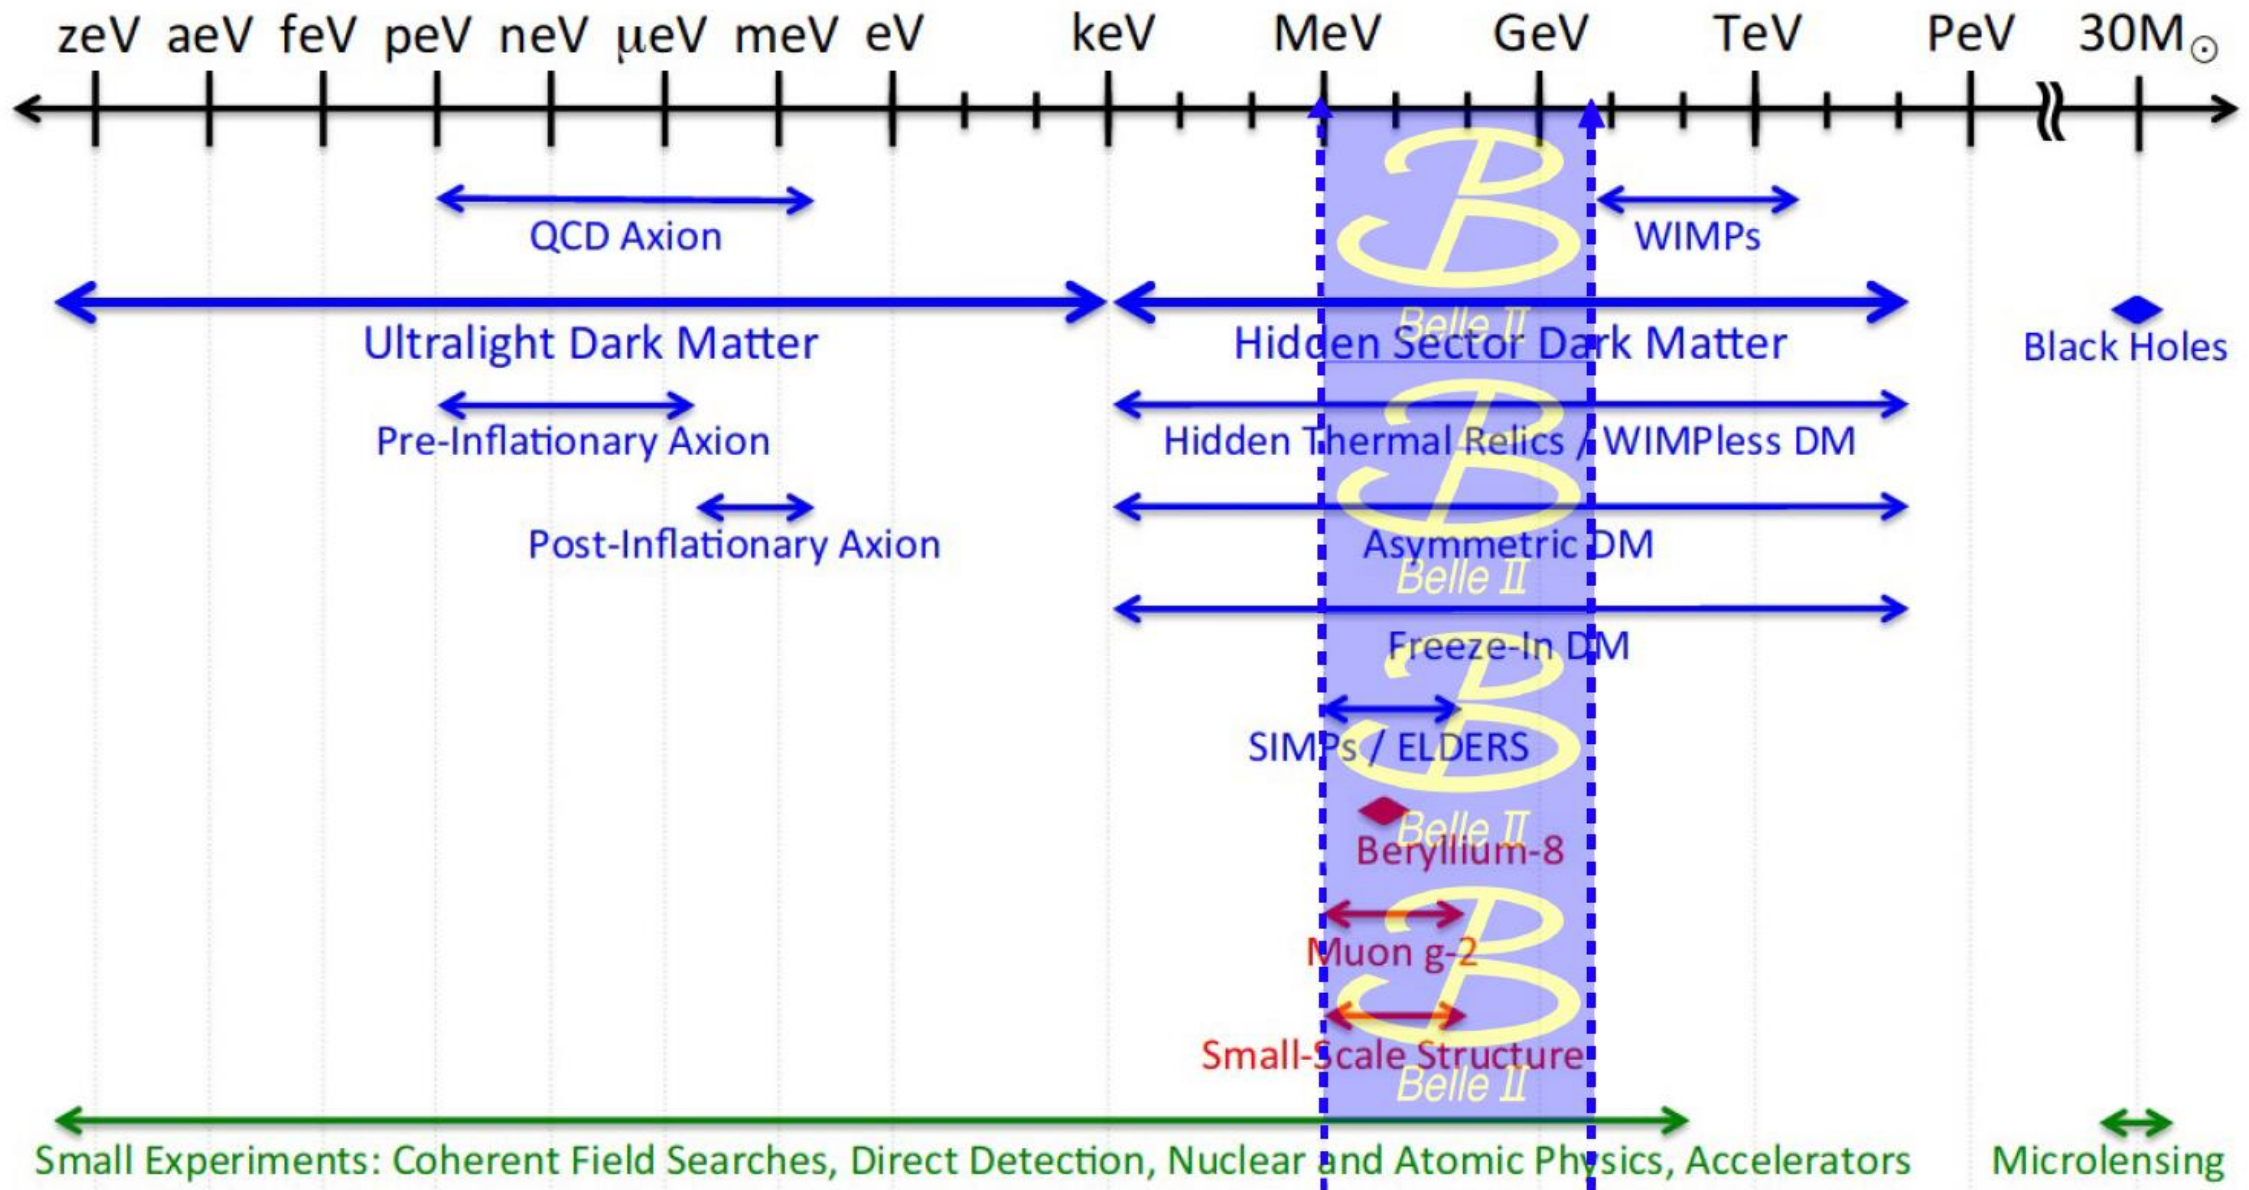 zeV aeV feV peV neV μeV meV eV keV MeV GeV TeV PeV 30M☉
QCD Axion
WIMPs
Belle II
Ultralight Dark Matter
Hidden Sector Dark Matter
Black Holes
Pre-Inflationary Axion
Hidden Thermal Relics / WIMPless DM
Post-Inflationary Axion
Asymmetric DM
Belle II
Freeze-In DM
SIMPs / ELDERS
Belle II
Beryllium-8
Muon g-2
Small-Scale Structure
Belle II
Small Experiments: Coherent Field Searches, Direct Detection, Nuclear and Atomic Physics, Accelerators
Microlensing